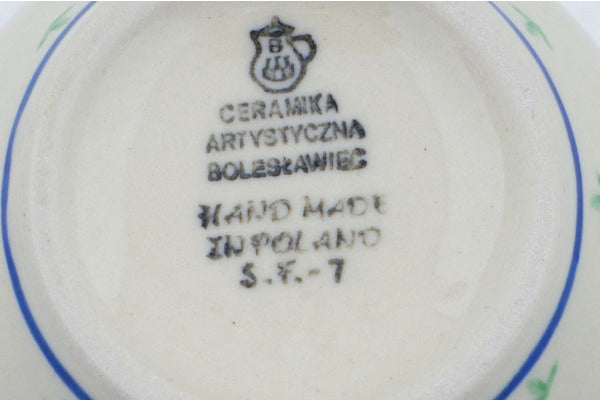 CERAMIKA
ARTYSTYCZNA
BOLESŁAWIEC
HAND MADE
IN POLAND
S.F.-7